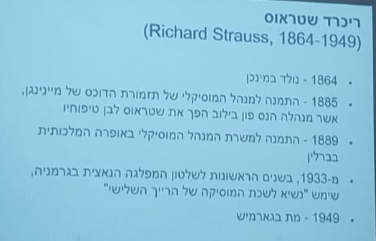 ריכרד שטראוס
(Richard Strauss, 1864-1949)
• 1864 - נולד במינכן
• 1885 - התמנה למנהל המוסיקלי של תזמורת הדוכס של מיינינגן,
אשר מנהלה הנס פון בילוב הפך את שטראוס לבן טיפוחיו
• 1889 - התמנה למשרת המנהל המוסיקלי באופרה המלכותית
בברלין
• מ-1933, בשנים הראשונות לשלטון המפלגה הנאצית בגרמניה,
שימש "נשיא לשכת המוסיקה של הרייך השלישי"
• 1949 - מת בגארמיש